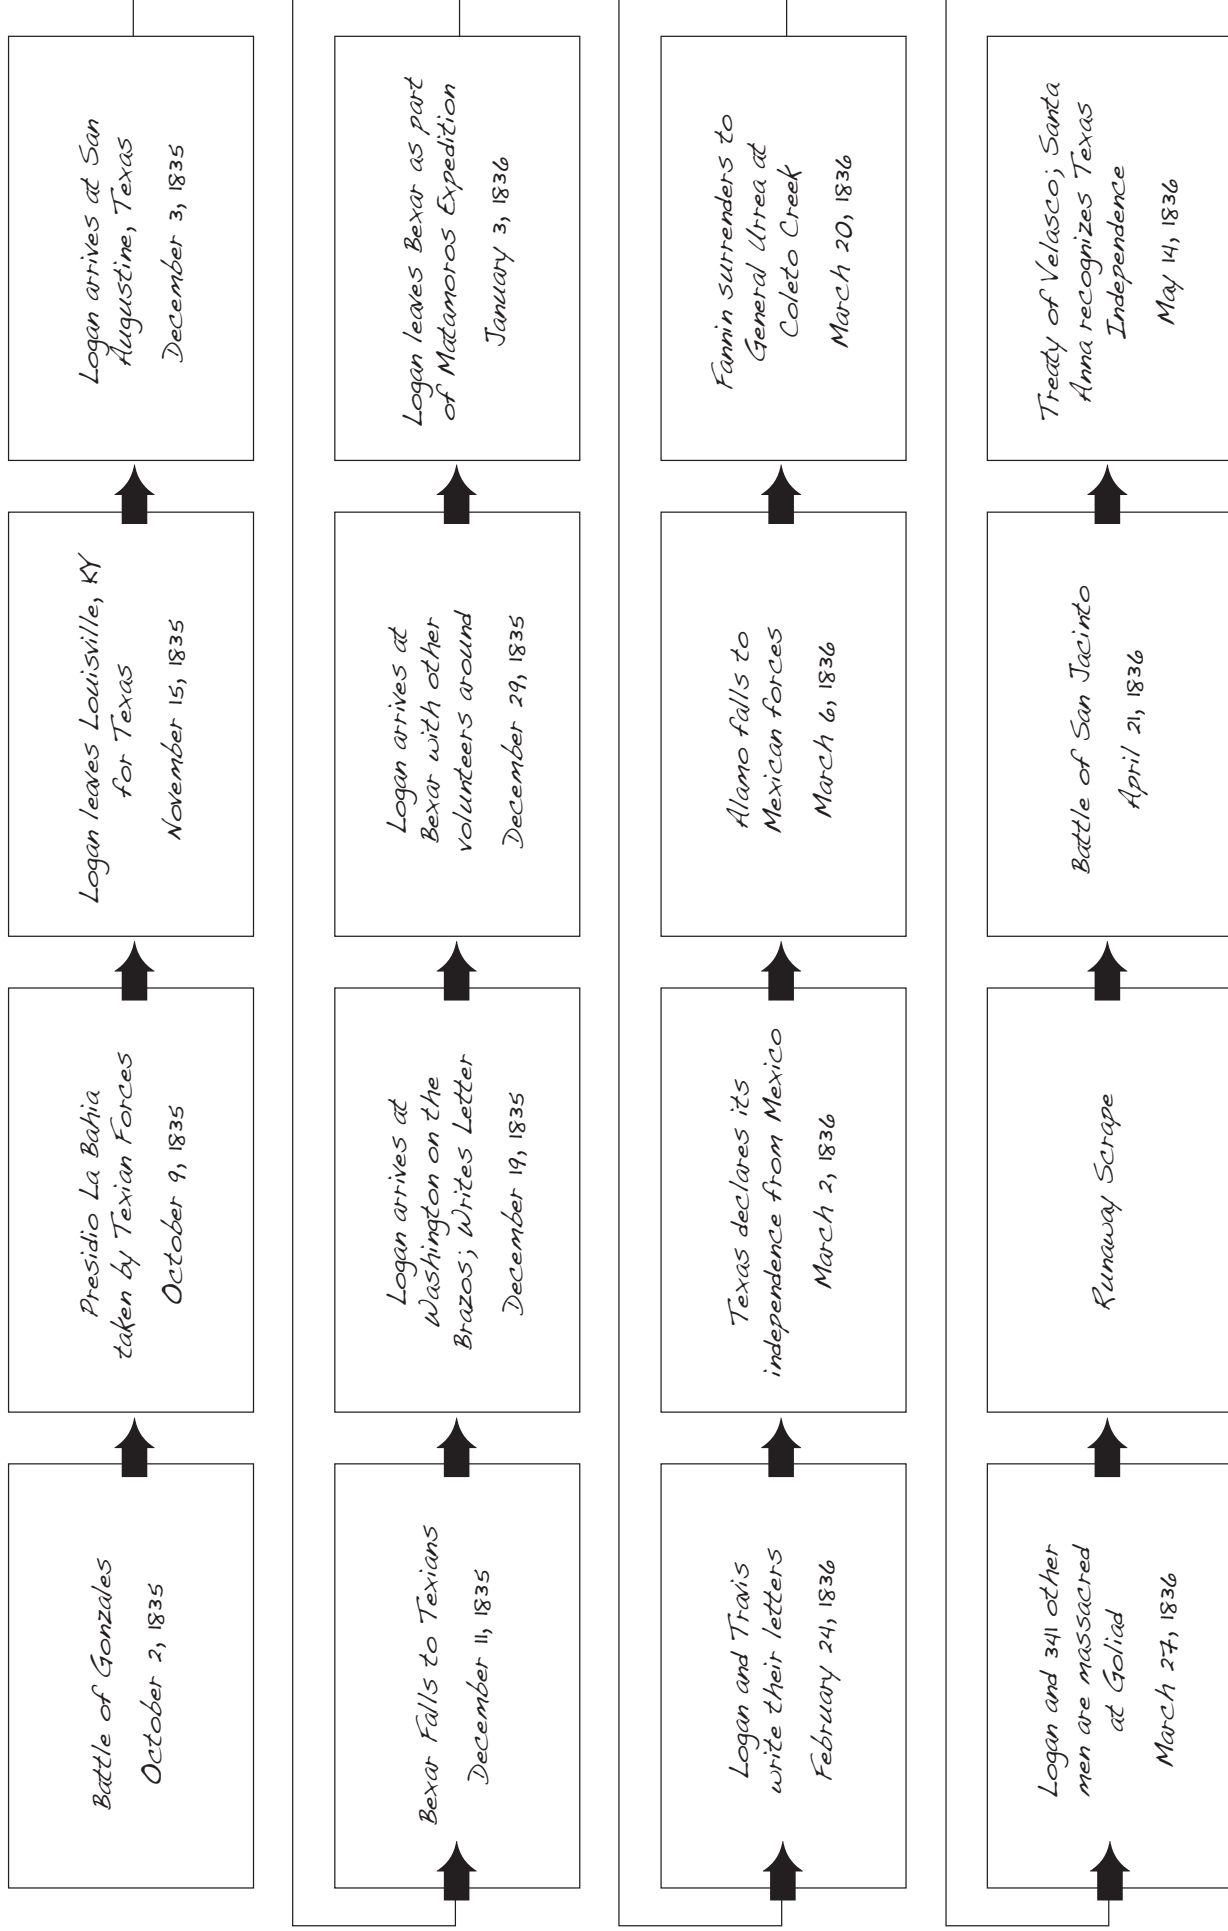 Battle of Gonzales
October 2, 1835
Presidio La Bahia
taken by Texian Forces
October 9, 1835
Logan leaves Louisville, KY
for Texas
November 15, 1835
Logan arrives at San
Augustine, Texas
December 3, 1835
Bexar Falls to Texians
December 11, 1835
Logan arrives at
Washington on the
Brazos; Writes Letter
December 19, 1835
Logan arrives at
Bexar with other
volunteers around
December 29, 1835
Logan leaves Bexar as part
of Matamoros Expedition
January 3, 1836
Logan and Travis
write their letters
February 24, 1836
Texas declares its
independence from Mexico
March 2, 1836
Alamo falls to
Mexican forces
March 6, 1836
Fannin surrenders to
General Urrea at
Coleto Creek
March 20, 1836
Logan and 341 other
men are massacred
at Goliad
March 27, 1836
Runaway Scrape
Battle of San Jacinto
April 21, 1836
Treaty of Velasco; Santa
Anna recognizes Texas
Independence
May 14, 1836